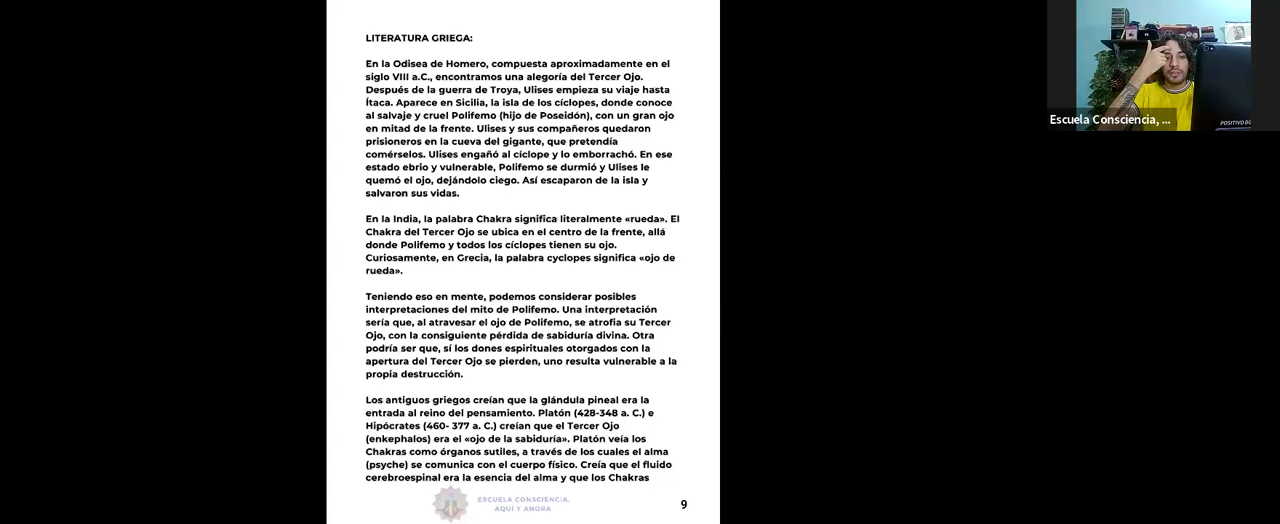 LITERATURA GRIEGA:
En la Odisea de Homero, compuesta aproximadamente en el
siglo VIII a.C., encontramos una alegoría del Tercer Ojo.
Después de la guerra de Troya, Ulises empieza su viaje hasta
Ítaca. Aparece en Sicilia, la isla de los cíclopes, donde conoce
al salvaje y cruel Polifemo (hijo de Poseidón), con un gran ojo
en mitad de la frente. Ulises y sus compañeros quedaron
prisioneros en la cueva del gigante, que pretendía
comérselos. Ulises engañó al cíclope y lo emborrachó. En ese
estado ebrio y vulnerable, Polifemo se durmió y Ulises le
quemó el ojo, dejándolo ciego. Así escaparon de la isla y
salvaron sus vidas.
En la India, la palabra Chakra significa literalmente «rueda». El
Chakra del Tercer Ojo se ubica en el centro de la frente, allá
donde Polifemo y todos los cíclopes tienen su ojo.
Curiosamente, en Grecia, la palabra cyclopes significa «ojo de
rueda».
Teniendo eso en mente, podemos considerar posibles
interpretaciones del mito de Polifemo. Una interpretación
sería que, al atravesar el ojo de Polifemo, se atrofia su Tercer
Ojo, con la consiguiente pérdida de sabiduría divina. Otra
podría ser que, sí los dones espirituales otorgados con la
apertura del Tercer Ojo se pierden, uno resulta vulnerable a la
propia destrucción.
Los antiguos griegos creían que la glándula pineal era la
entrada al reino del pensamiento. Platón (428-348 a. C.) e
Hipócrates (460- 377 a. C.) creían que el Tercer Ojo
(enkephalos) era el «ojo de la sabiduría». Platón veía los
Chakras como órganos sutiles, a través de los cuales el alma
(psyche) se comunica con el cuerpo físico. Creía que el fluido
cerebroespinal era la esencia del alma y que los Chakras
ESCUELA CONSCIENCIA,
AQUÍ Y AHORA
9
Escuela Consciencia, ...